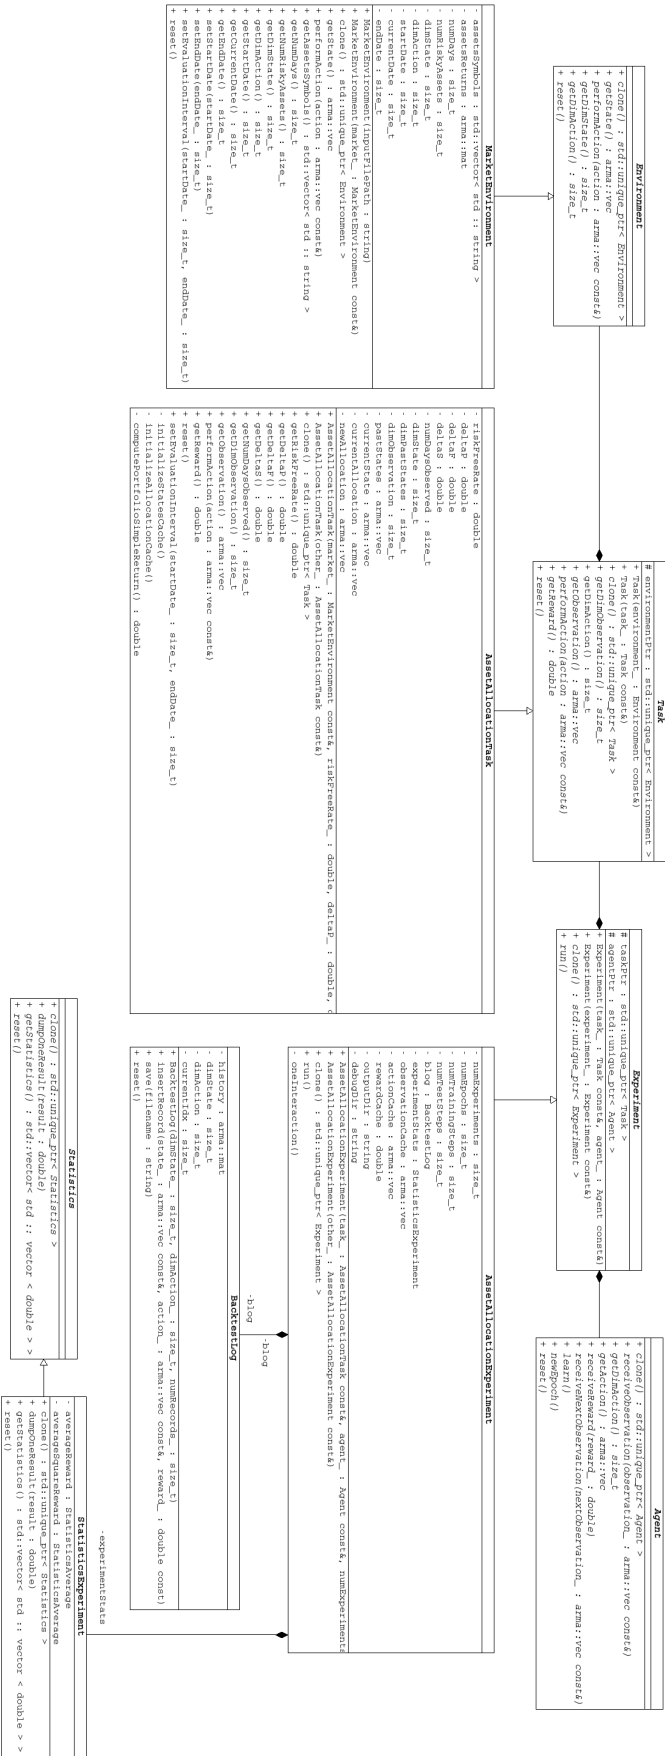 Environment
+ clone() : std::unique_ptr< Environment >
+ getState() : arma::vec
+ performAction(action : arma::vec const&)
+ getDimState() : size_t
+ getDimAction() : size_t
Task
# environmentPtr : std::unique_ptr< Environment >
+ Task(environment_ : Environment const&)
+ Task(task_ : Task const&)
+ clone() : std::unique_ptr< Task >
+ getDimObservation() : size_t
+ getDimAction() : size_t
+ getObservation() : arma::vec
+ performAction(action : arma::vec const&)
+ getReward() : double
+ reset()
Experiment
# taskPtr : std::unique_ptr< Task >
# agentPtr : std::unique_ptr< Agent >
+ Experiment(task_ : Task const&, agent_ : Agent const&)
+ Experiment(experiment_ : Experiment const&)
+ clone() : std::unique_ptr< Experiment >
+ run()
Agent
+ clone() : std::unique_ptr< Agent >
+ receiveObservation(observation_ : arma::vec const&)
+ getDimAction() : size_t
+ getAction() : arma::vec
+ receiveReward(reward_ : double)
+ receiveNextObservation(nextObservation_ : arma::vec const&)
+ learn()
+ newEpoch()
+ reset()
MarketEnvironment
- assetsSymbols : std::vector< std :: string >
- assetsReturns : arma::mat
- numDays : size_t
- numRiskyAssets : size_t
- dimState : size_t
- dimAction : size_t
- startDate : size_t
- currentDate : size_t
- endDate : size_t
+ MarketEnvironment(inputFilePath : string)
+ MarketEnvironment(market_ : MarketEnvironment const&)
+ clone() : std::unique_ptr< Environment >
+ getState() : arma::vec
+ performAction(action : arma::vec const&)
+ getAssetsSymbols() : std::vector< std :: string >
+ getNumDays() : size_t
+ getNumRiskyAssets() : size_t
+ getDimState() : size_t
+ getDimAction() : size_t
+ getStartDate() : size_t
+ getCurrentDate() : size_t
+ getEndDate() : size_t
+ setStartDate(startDate_ : size_t)
+ setEndDate(endDate_ : size_t)
+ setEvaluationInterval(startDate_ : size_t, endDate_ : size_t)
+ reset()
AssetAllocationTask
- riskFreeRate : double
- deltaP : double
- deltaF : double
- deltaS : double
- numDaysObserved : size_t
- dimState : size_t
- dimPastStates : size_t
- dimObservation : size_t
- pastStates : arma::vec
- currentState : arma::vec
- currentAllocation : arma::vec
- newAllocation : arma::vec
+ AssetAllocationTask(market_ : MarketEnvironment const&, riskFreeRate_ : double, deltaP_ : double, d
+ AssetAllocationTask(other_ : AssetAllocationTask const&)
+ clone() : std::unique_ptr< Task >
+ getRiskFreeRate() : double
+ getDeltaP() : double
+ getDeltaF() : double
+ getDeltaS() : double
+ getNumDaysObserved() : size_t
+ getDimObservation() : size_t
+ getObservation() : arma::vec
+ performAction(action : arma::vec const&)
+ getReward() : double
+ reset()
+ setEvaluationInterval(startDate_ : size_t, endDate_ : size_t)
- initializeStatesCache()
- initializeAllocationCache()
- computePortfolioSimpleReturn() : double
AssetAllocationExperiment
- numExperiments : size_t
- numEpochs : size_t
- numTrainingSteps : size_t
- numTestSteps : size_t
- blog : BacktestLog
- experimentStats : StatisticsExperiment
- observationCache : arma::vec
- actionCache : arma::vec
- rewardCache : double
- outputDir : string
- debugDir : string
+ AssetAllocationExperiment(task_ : AssetAllocationTask const&, agent_ : Agent const&, numExperiments
+ AssetAllocationExperiment(other_ : AssetAllocationExperiment const&)
+ clone() : std::unique_ptr< Experiment >
+ run()
- oneInteraction()
-blog
-blog
-experimentStats
BacktestLog
- history : arma::mat
- dimState : size_t
- dimAction : size_t
- currentIdx : size_t
+ BacktestLog(dimState_ : size_t, dimAction_ : size_t, numRecords_ : size_t)
+ insertRecord(state_ : arma::vec const&, action_ : arma::vec const&, reward_ : double const)
+ save(filename : string)
+ reset()
Statistics
+ clone() : std::unique_ptr< Statistics >
+ dumpOneResult(result : double)
+ getStatistics() : std::vector< std :: vector < double > >
+ reset()
StatisticsExperiment
- averageReward : StatisticsAverage
- averageSquareReward : StatisticsAverage
+ clone() : std::unique_ptr< Statistics >
+ dumpOneResult(result : double)
+ getStatistics() : std::vector< std :: vector < double > >
+ reset()